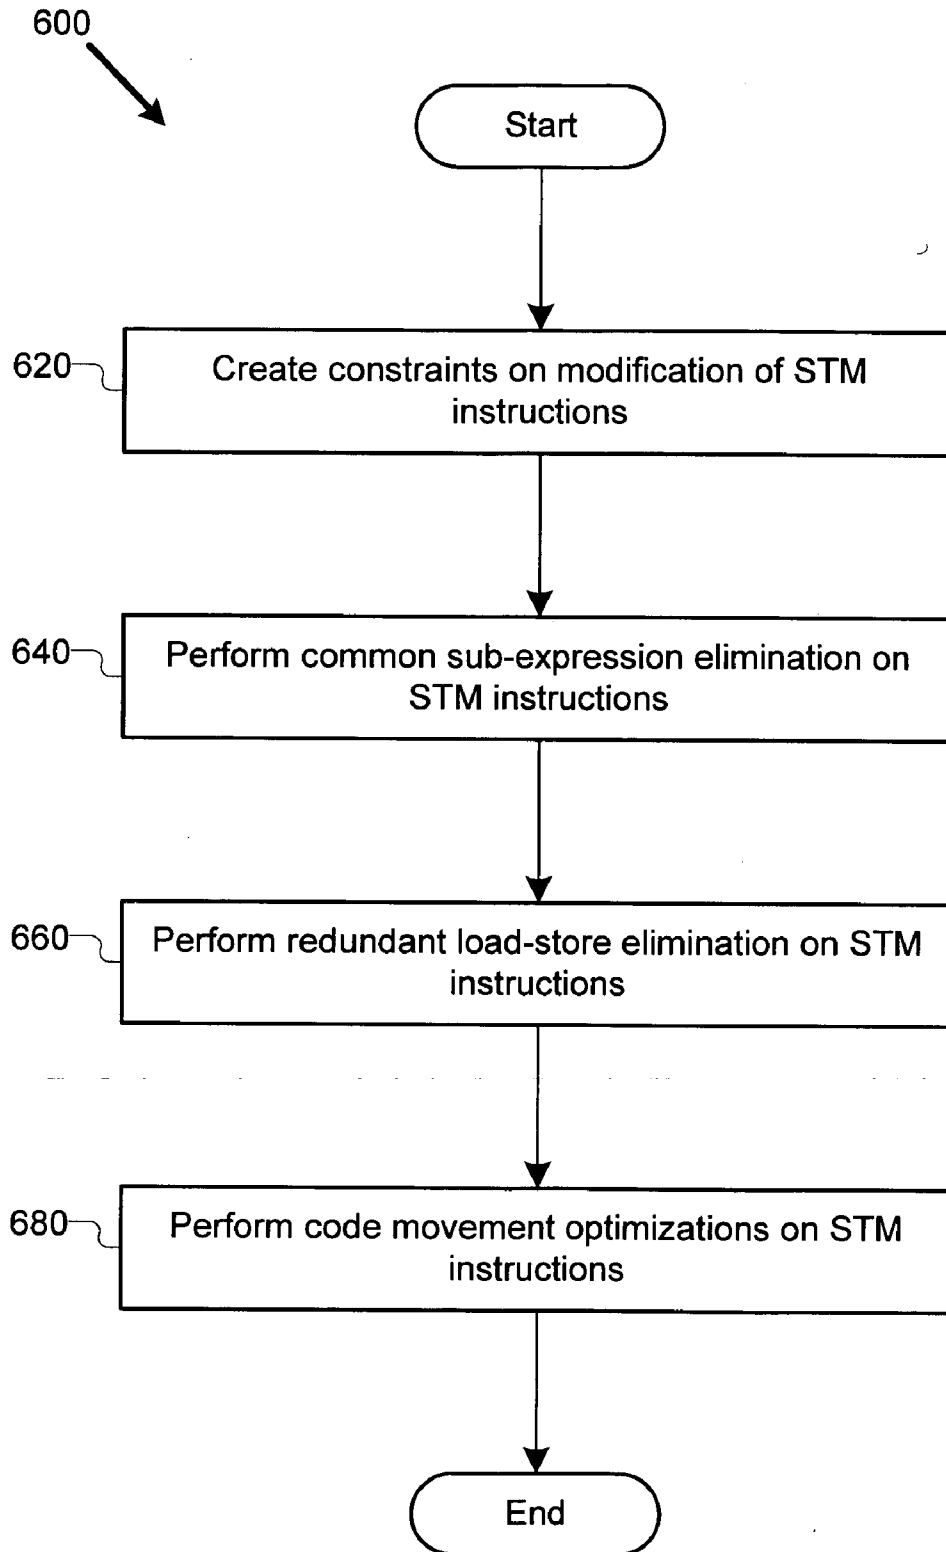 600
Start
620
Create constraints on modification of STM
instructions
640
Perform common sub-expression elimination on
STM instructions
660
Perform redundant load-store elimination on STM
instructions
680
Perform code movement optimizations on STM
instructions
End